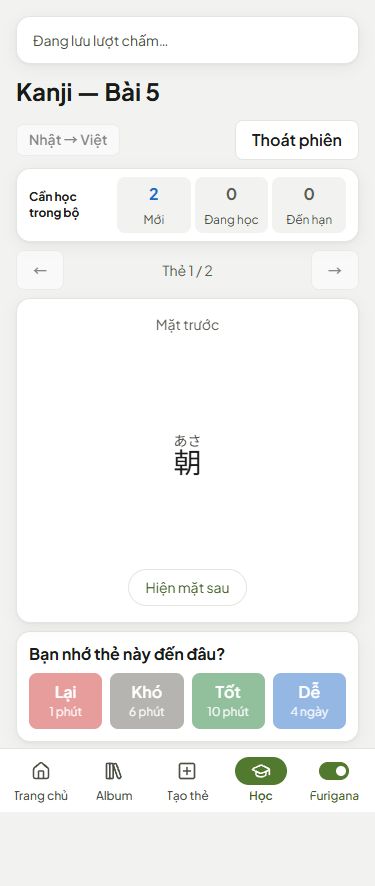 Đang lưu lượt chấm...
Kanji — Bài 5
Nhật → Việt
Thoát phiên
Cần học
trong bộ
2
Mới
0
Đang học
0
Đến hạn
←
Thẻ 1 / 2
→
Mặt trước
あさ
朝
Hiện mặt sau
Bạn nhớ thẻ này đến đâu?
Lại
1 phút
Khó
6 phút
Tốt
10 phút
Dễ
4 ngày
Trang chủ
Album
Tạo thẻ
Học
Furigana